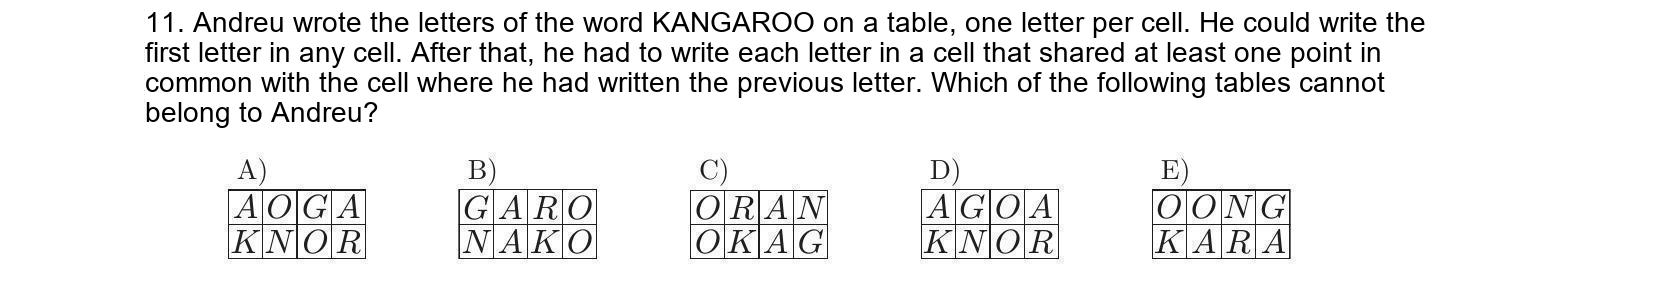 11. Andreu wrote the letters of the word KANGAROO on a table, one letter per cell. He could write the
first letter in any cell. After that, he had to write each letter in a cell that shared at least one point in
common with the cell where he had written the previous letter. Which of the following tables cannot
belong to Andreu?
A) B) C) D) E)
A O G A G A R O O R A N A G O A O O N G
K N O R N A K O O K A G K N O R K A R A